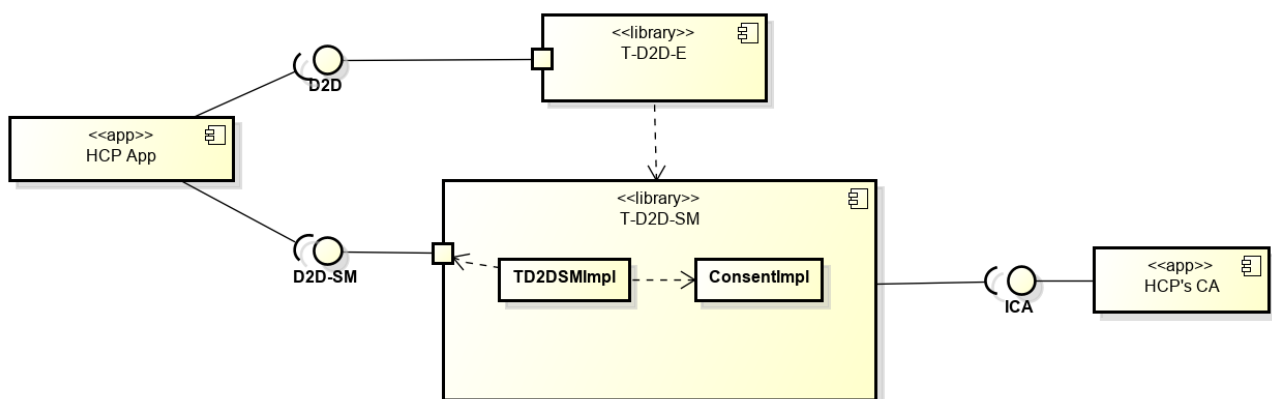 <<library>>
T-D2D-E
D2D
<<app>>
HCP App
<<library>>
T-D2D-SM
D2D-SM
TD2DSMImpl
ConsentImpl
<<app>>
HCP's CA
ICA